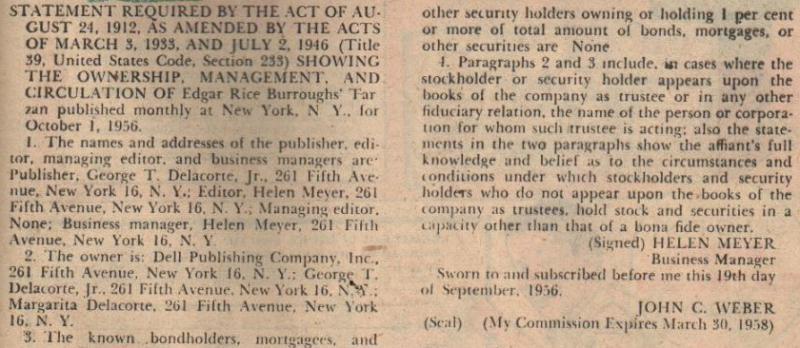 STATEMENT REQUIRED BY THE ACT OF AU-
GUST 24, 1912, AS AMENDED BY THE ACTS
OF MARCH 3, 1933, AND JULY 2, 1946 (Title
39, United States Code, Section 233) SHOWING
THE OWNERSHIP, MANAGEMENT, AND
CIRCULATION OF Edgar Rice Burroughs' Tar
zan published monthly at New York, N Y., for
October 1, 1956.
1. The names and addresses of the publisher, edi-
tor, managing editor, and business managers are
Publisher, George T. Delacorte, Jr., 261 Fifth Ave-
nue, New York 16, N. Y.; Editor, Helen Meyer, 261
Fifth Avenue, New York 16, N. Y.; Managing editor,
None; Business manager, Helen Meyer, 261 Fifth
Avenue, New York 16, N. Y
2. The owner is: Dell Publishing Company, Inc.,
261 Fifth Avenue, New York 16, N. Y.; George T.
Delacorte, Jr., 261 Fifth Avenue, New York 16, N. Y.;
Margarita Delacorte, 261 Fifth Avenue, New York
16, N. Y.
3. The known bondholders, mortgagees, and
other security holders owning or holding 1 per cent
or more of total amount of bonds, mortgages, or
other securities are None
4. Paragraphs 2 and 3 include, in cases where the
stockholder or security holder appears upon the
books of the company as trustee or in any other
fiduciary relation, the name of the person or corpora-
tion for whom such trustee is acting; also the state-
ments in the two paragraphs show the affiant's full
knowledge and belief as to the circumstances and
conditions under which stockholders and security
holders who do not appear upon the books of the
company as trustees, hold stock and securities in a
capacity other than that of a bona fide owner.
(Signed) HELEN MEYER
Business Manager
Sworn to and subscribed before me this 19th day
of September, 1956.
JOHN C. WEBER
(Seal) (My Commission Expires March 30, 1958)